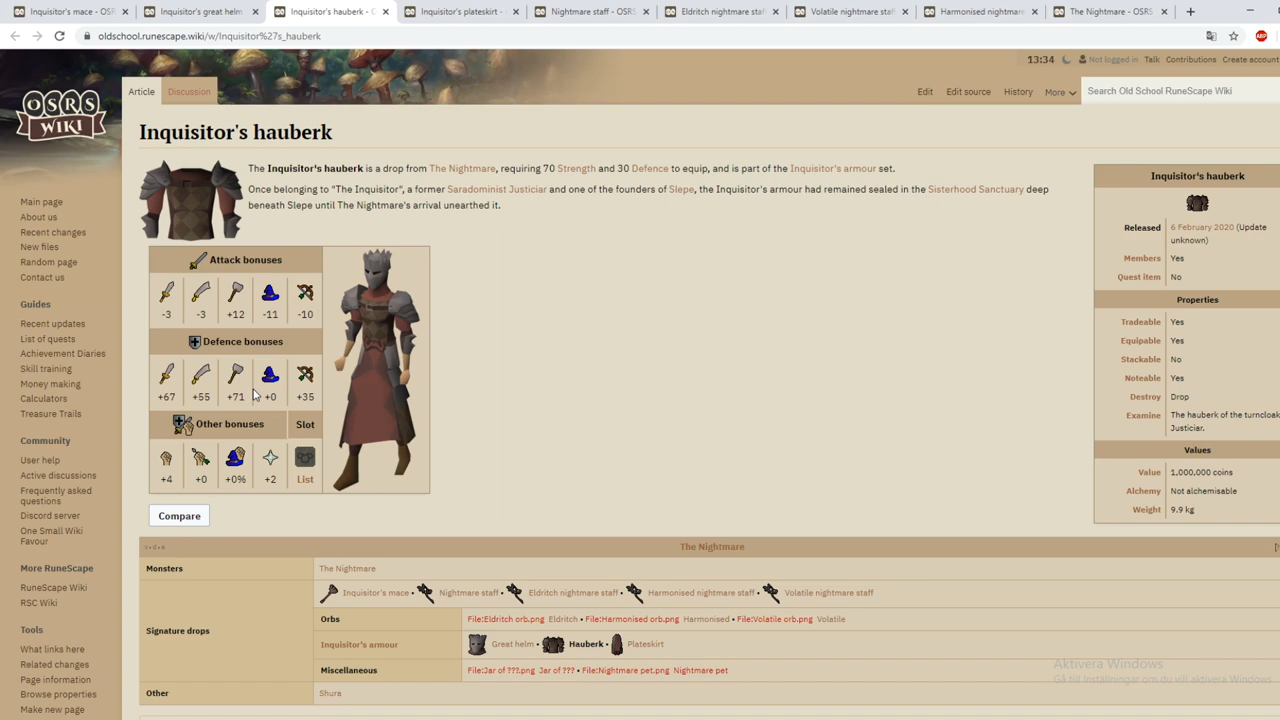 Inquisitor's mace - OSRS
Inquisitor's great helm
Inquisitor's hauberk - O
Inquisitor's plateskirt -
Nightmare staff - OSRS
Eldritch nightmare staf
Volatile nightmare staf
Harmonised nightmare
The Nightmare - OSRS
oldschool.runescape.wiki/w/Inquisitor%27s_hauberk
ABP
13:34 Not logged in Talk Contributions Create account
OSRS
WIKI
Article Discussion Edit Edit source History More Search Old School RuneScape Wiki
Inquisitor's hauberk
The Inquisitor's hauberk is a drop from The Nightmare, requiring 70 Strength and 30 Defence to equip, and is part of the Inquisitor's armour set.
Once belonging to "The Inquisitor", a former Saradominist Justiciar and one of the founders of Slepe, the Inquisitor's armour had remained sealed in the Sisterhood Sanctuary deep
beneath Slepe until The Nightmare's arrival unearthed it.
Attack bonuses
-3 -3 +12 -11 -10
Defence bonuses
+67 +55 +71 +0 +35
Other bonuses Slot
+4 +0 +0% +2 List
Compare
Inquisitor's hauberk
Released 6 February 2020 (Update
unknown)
Members Yes
Quest item No
Properties
Tradeable Yes
Equipable Yes
Stackable No
Noteable Yes
Destroy Drop
Examine The hauberk of the turncloak
Justiciar.
Values
Value 1,000,000 coins
Alchemy Not alchemisable
Weight 9.9 kg
Main page
About us
Recent changes
New files
Random page
Contact us
Guides
Recent updates
List of quests
Achievement Diaries
Skill training
Money making
Calculators
Treasure Trails
Community
User help
Active discussions
Frequently asked
questions
Discord server
One Small Wiki
Favour
More RuneScape
RuneScape Wiki
RSC Wiki
Tools
What links here
Related changes
Page information
Browse properties
Make new page
V•d•e The Nightmare [
Monsters The Nightmare
Signature drops
Inquisitor's mace • Nightmare staff • Eldritch nightmare staff • Harmonised nightmare staff • Volatile nightmare staff
Orbs File:Eldritch orb.png Eldritch • File:Harmonised orb.png Harmonised • File:Volatile orb.png Volatile
Inquisitor's armour Great helm • Hauberk • Plateskirt
Miscellaneous File:Jar of ???.png Jar of ??? • File:Nightmare pet.png Nightmare pet
Other Shura
Aktivera Windows
Gå till Inställningar om du vill aktivera Windows.